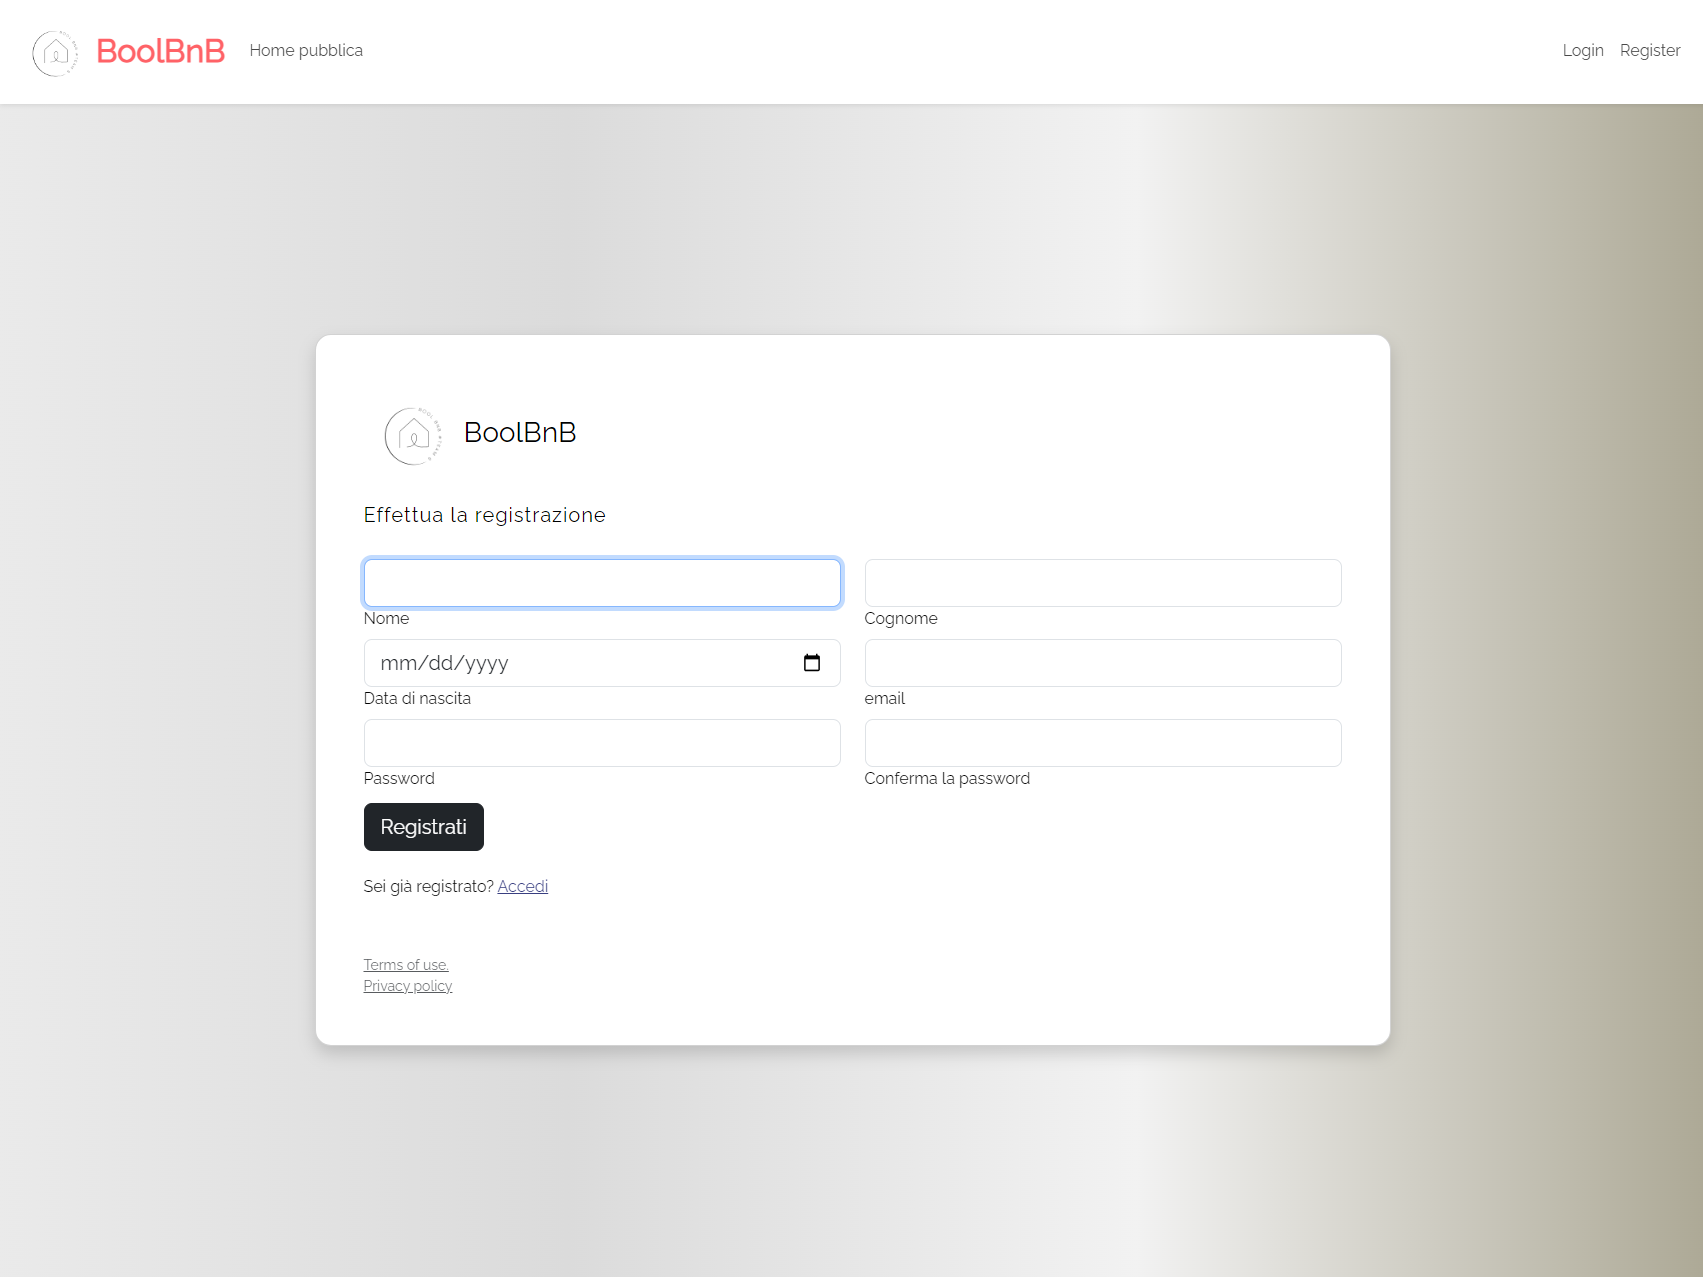 BoolBnB Home pubblica Login Register
BoolBnB
Effettua la registrazione
Nome Cognome
mm/dd/yyyy
Data di nascita email
Password Conferma la password
Registrati
Sei già registrato? Accedi
Terms of use.
Privacy policy